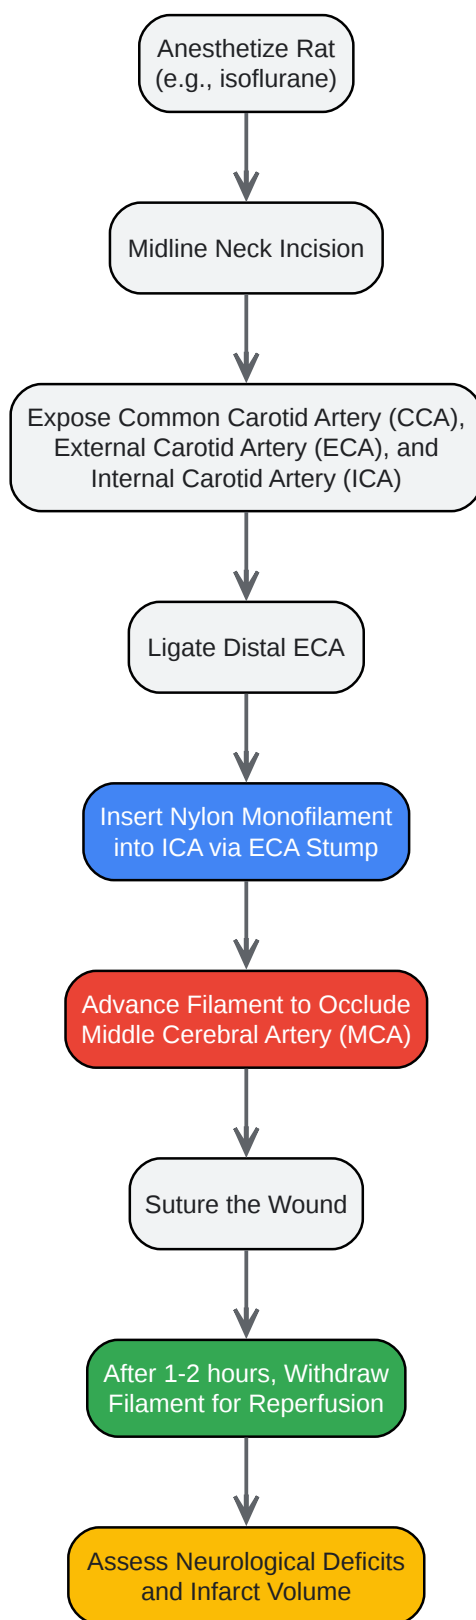 Anesthetize Rat
(e.g., isoflurane)
Midline Neck Incision
Expose Common Carotid Artery (CCA),
External Carotid Artery (ECA), and
Internal Carotid Artery (ICA)
Ligate Distal ECA
Insert Nylon Monofilament
into ICA via ECA Stump
Advance Filament to Occlude
Middle Cerebral Artery (MCA)
Suture the Wound
After 1-2 hours, Withdraw
Filament for Reperfusion
Assess Neurological Deficits
and Infarct Volume